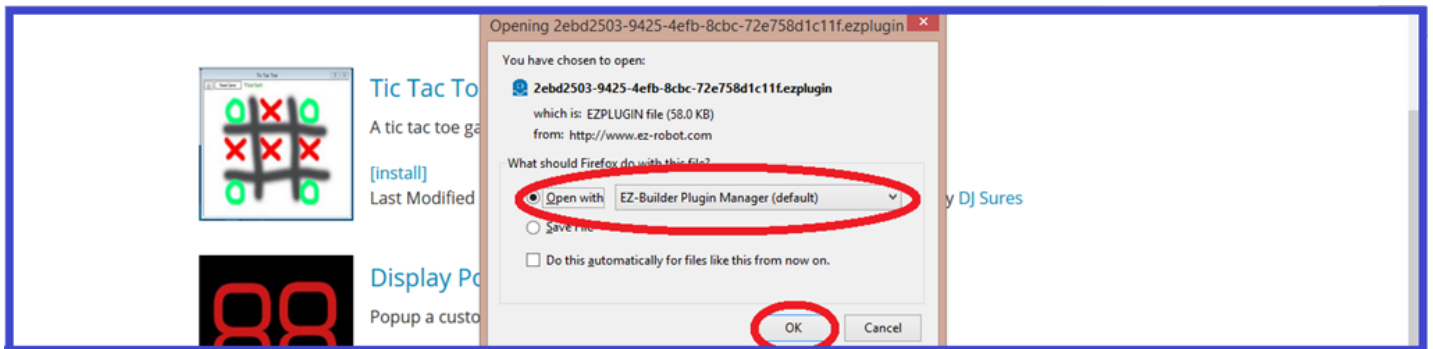 Opening 2ebd2503-9425-4efb-8cbc-72e758d1c11f.ezplugin
You have chosen to open:
2ebd2503-9425-4efb-8cbc-72e758d1c11f.ezplugin
which is: EZPLUGIN file (58.0 KB)
from: http://www.ez-robot.com
What should Firefox do with this file?
Open with EZ-Builder Plugin Manager (default)
Save File
Do this automatically for files like this from now on.
OK Cancel
Tic Tac To
A tic tac toe ga
[install]
Last Modified
y DJ Sures
Display Po
Popup a custo